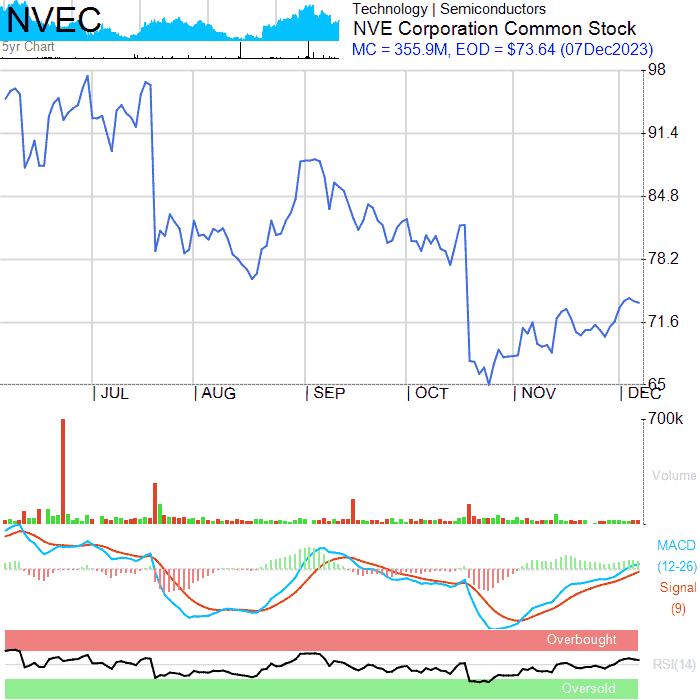 NVEC
5yr Chart
Technology | Semiconductors
NVE Corporation Common Stock
MC = 355.9M, EOD = $73.64 (07Dec2023)
98
91.4
84.8
78.2
71.6
65
| JUL | AUG | SEP | OCT | NOV | DEC
700k
Volume
MACD
(12-26)
Signal
(9)
Overbought
RSI(14)
Oversold